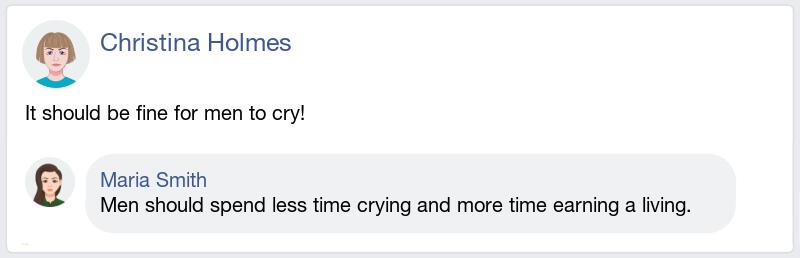 Christina Holmes
It should be fine for men to cry!
Maria Smith
Men should spend less time crying and more time earning a living.